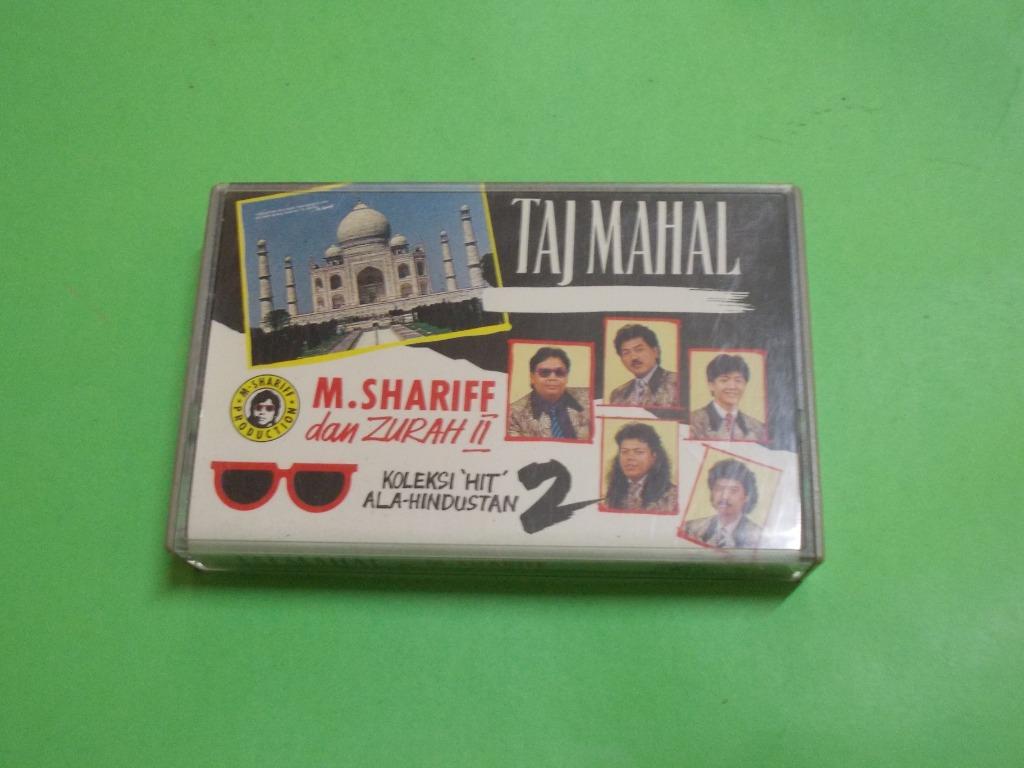 TAJ MAHAL
M. SHARIFF
PRODUCTION
M. SHARIFF
dan ZURAH II
KOLEKSI 'HIT'
ALA-HINDUSTAN 2